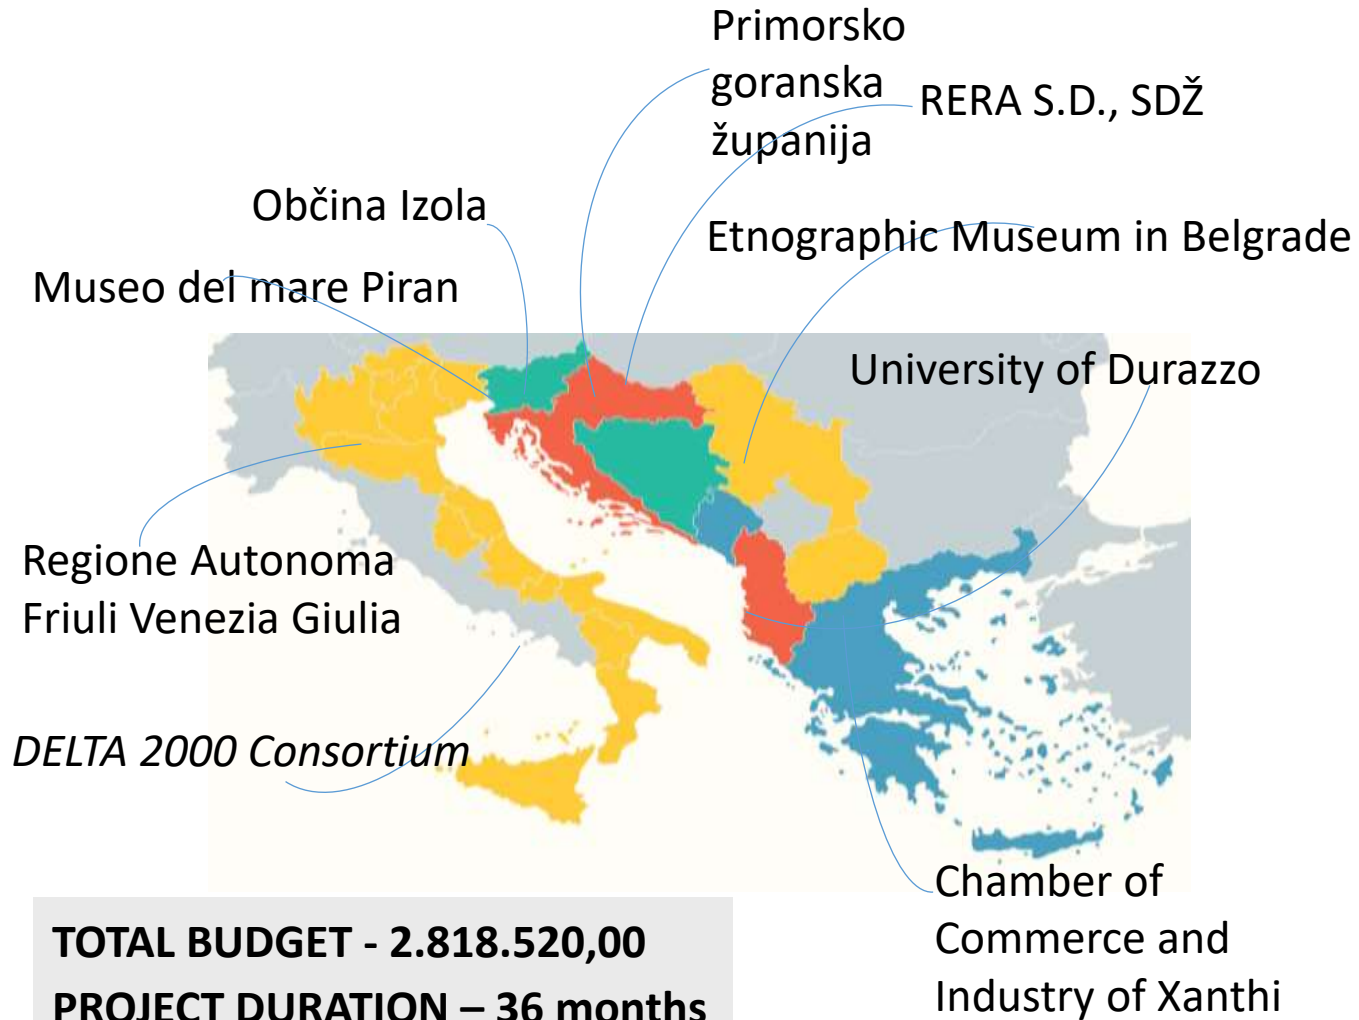 Primorsko
goranska
županija
RERA S.D., SDŽ
Občina Izola
Etnographic Museum in Belgrade
Museo del mare Piran
University of Durazzo
Regione Autonoma
Friuli Venezia Giulia
DELTA 2000 Consortium
Chamber of
Commerce and
Industry of Xanthi
TOTAL BUDGET - 2.818.520,00
PROJECT DURATION – 36 months